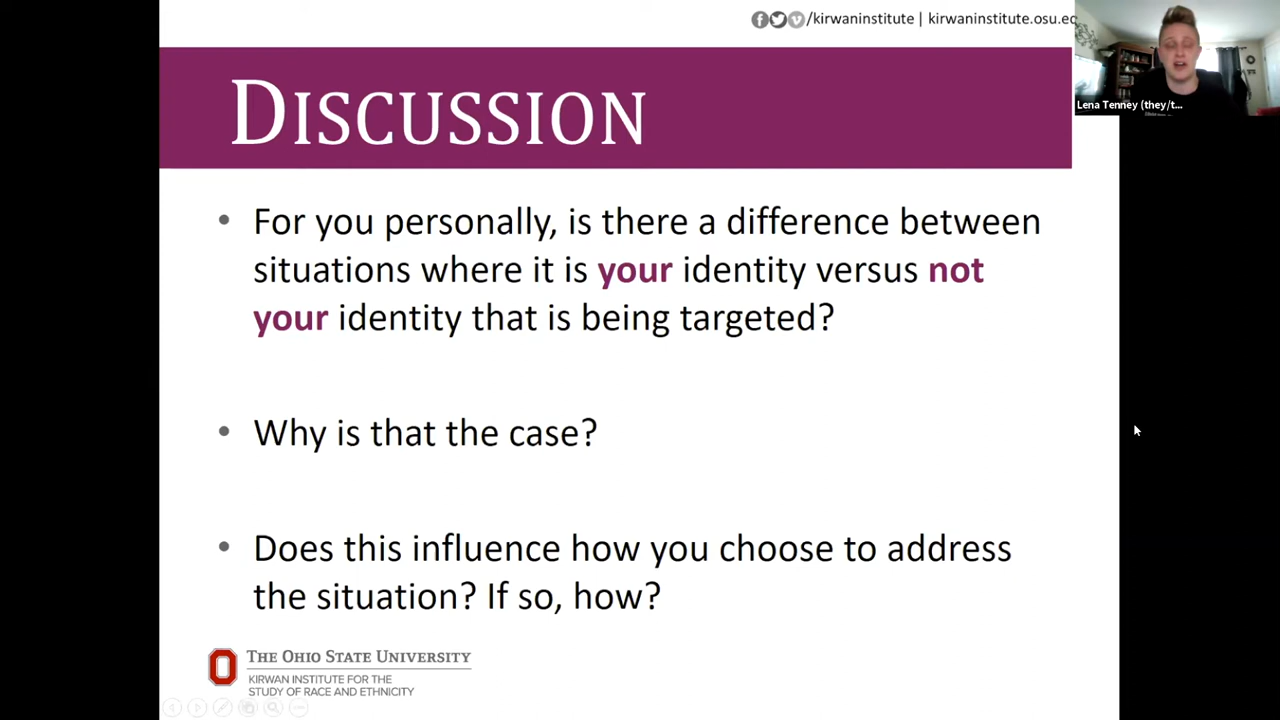 /kirwaninstitute | kirwaninstitute.osu.ec
Lena Tenney (they/t...
DISCUSSION
• For you personally, is there a difference between
situations where it is your identity versus not
your identity that is being targeted?
• Why is that the case?
• Does this influence how you choose to address
the situation? If so, how?
THE OHIO STATE UNIVERSITY
KIRWAN INSTITUTE FOR THE
STUDY OF RACE AND ETHNICITY